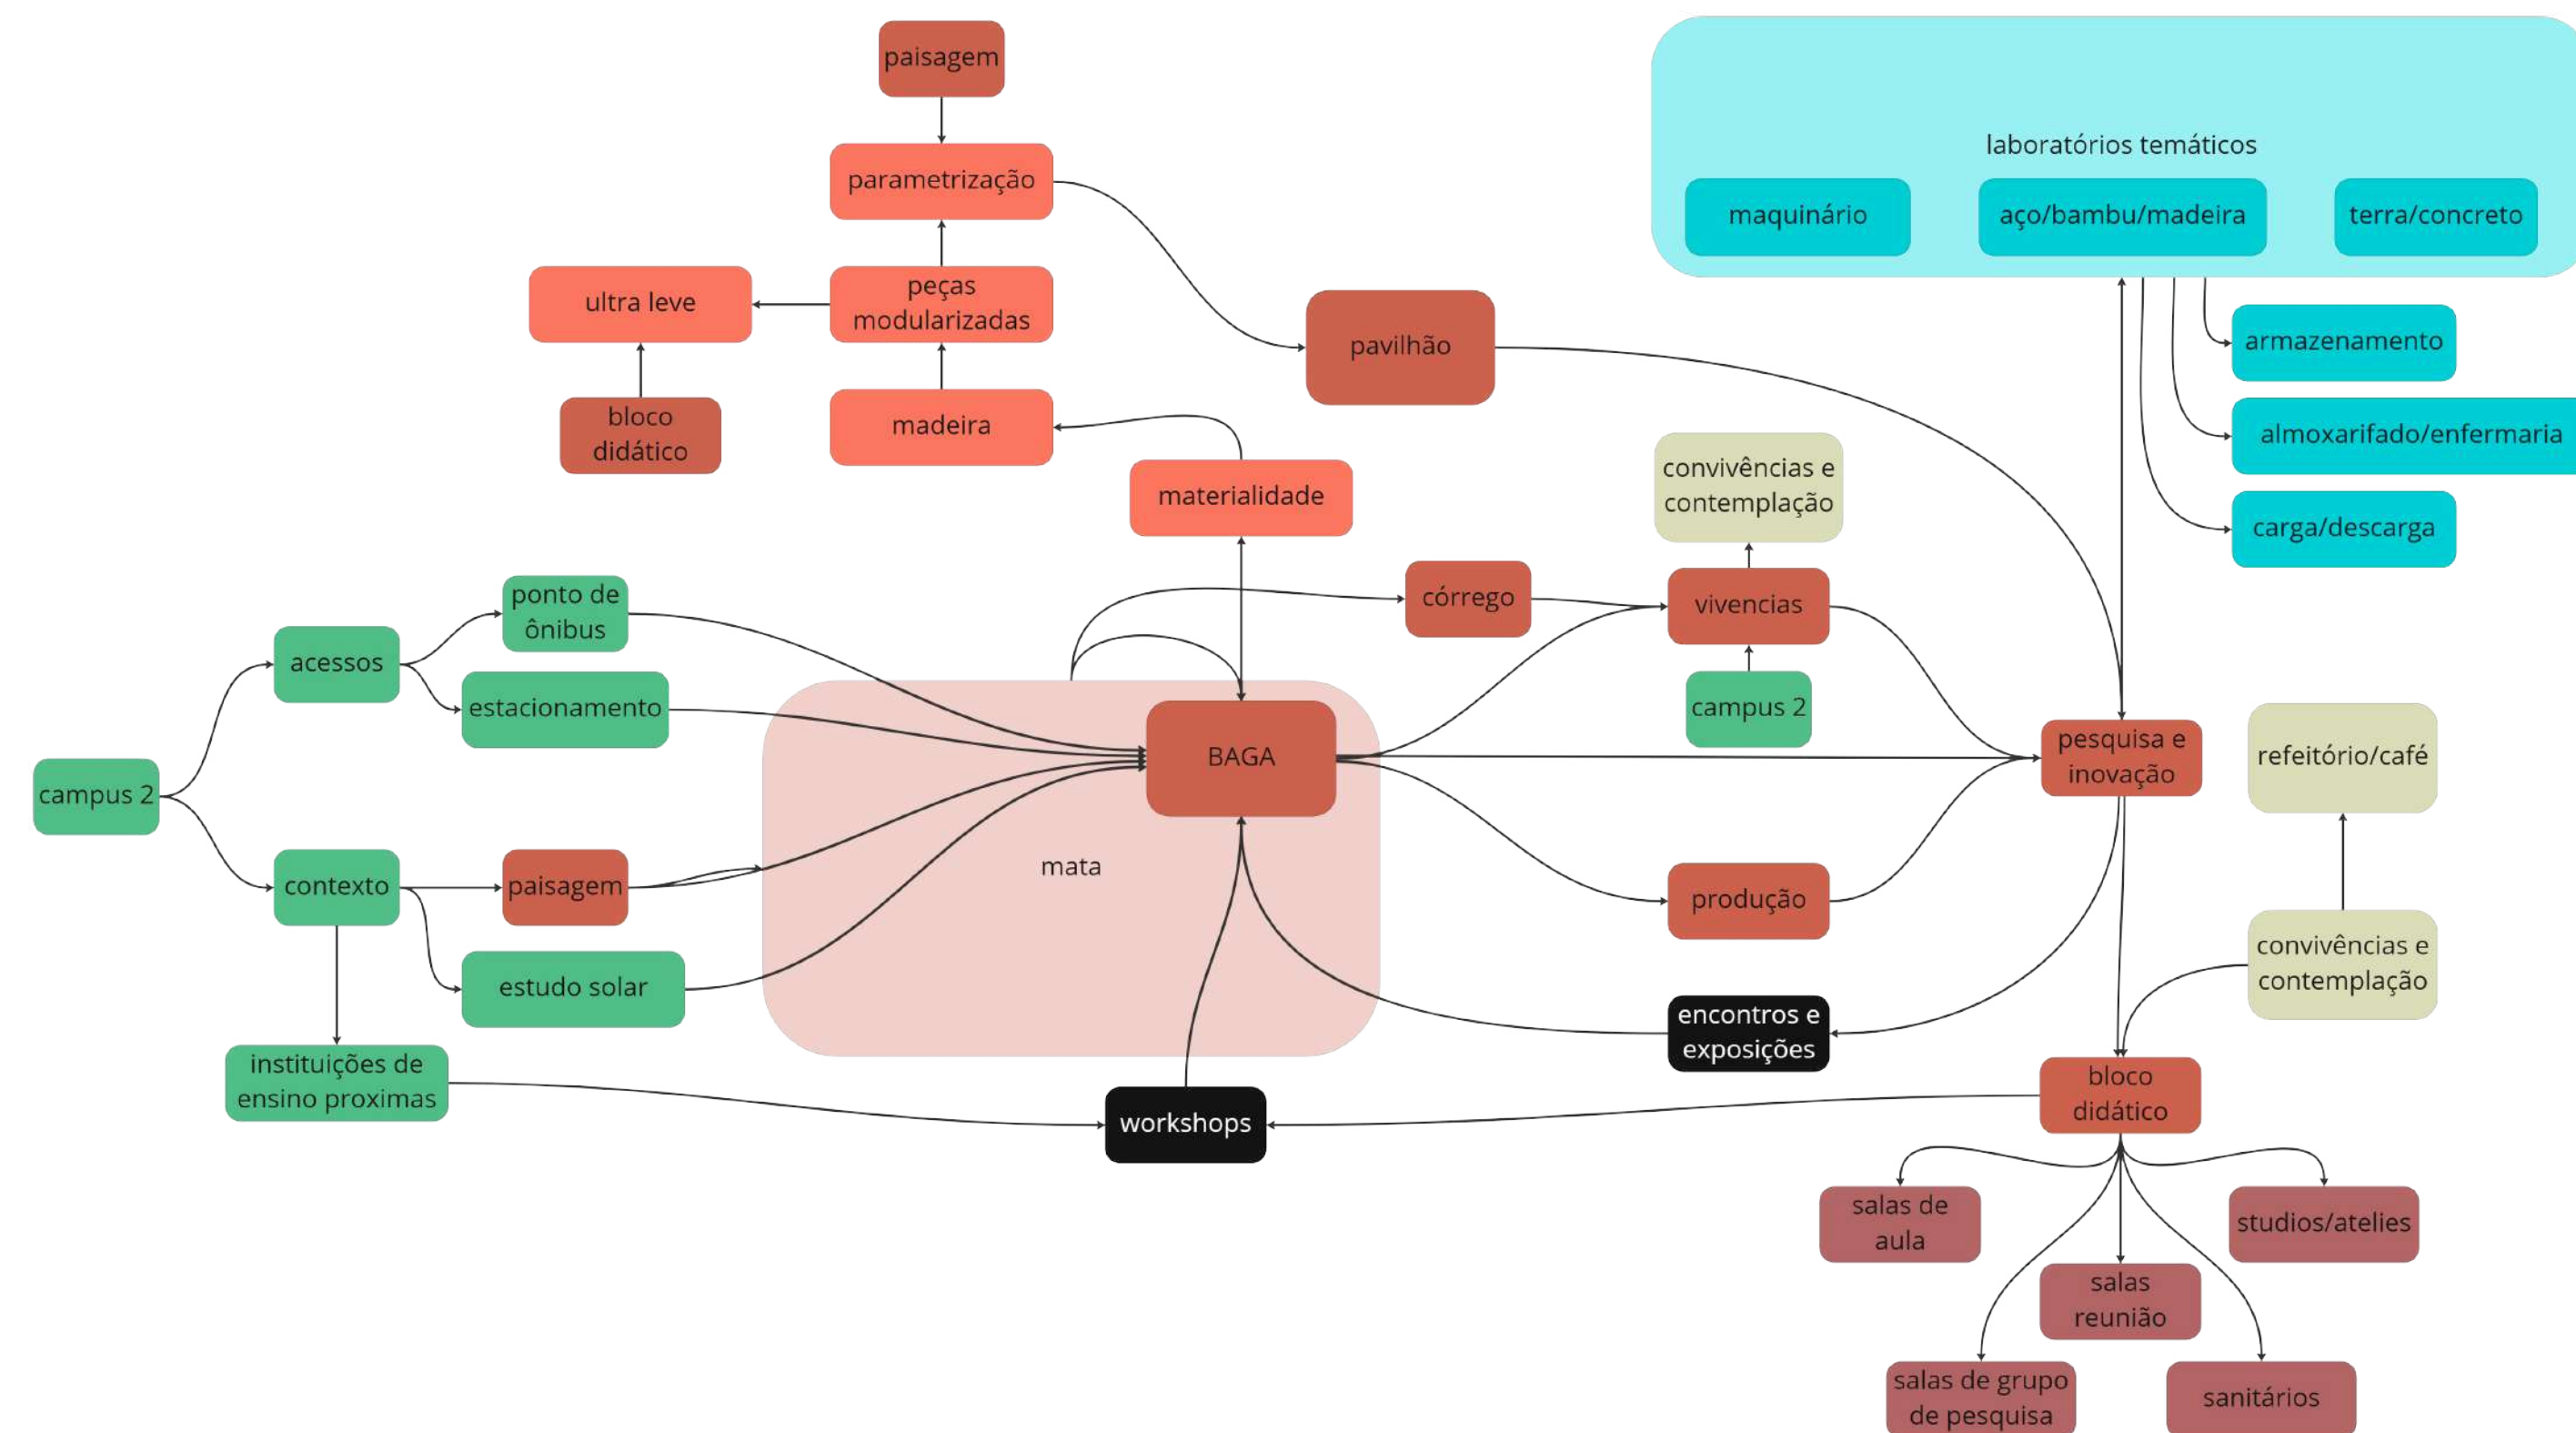 paisagem
laboratórios temáticos
parametrização
maquinário
aço/bambu/madeira
terra/concreto
ultra leve
peças
modularizadas
pavilhão
armazenamento
bloco
didático
madeira
almoxarifado/enfermaria
materialidade
convivências e
contemplação
carga/descarga
ponto de
ônibus
córrego
vivencias
acessos
estacionamento
campus 2
BAGA
pesquisa e
inovação
refeitório/café
campus 2
contexto
paisagem
mata
produção
estudo solar
convivências e
contemplação
encontros e
exposições
instituições de
ensino proximas
workshops
bloco
didático
salas de
aula
studios/atelies
salas
reunião
salas de grupo
de pesquisa
sanitários